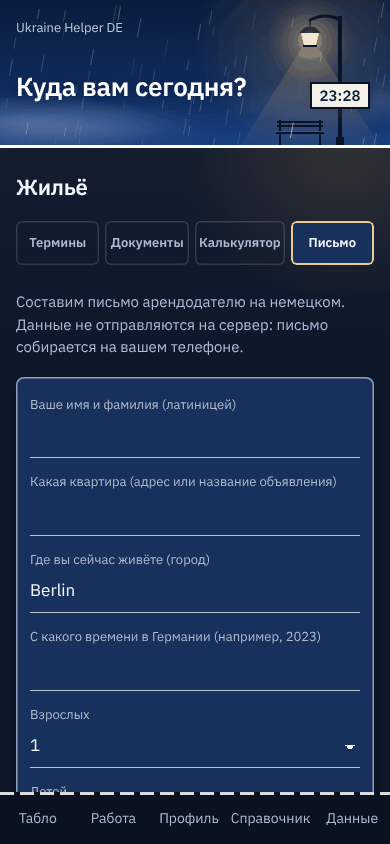 Ukraine Helper DE
Куда вам сегодня?
23:28
Жильё
Термины
Документы
Калькулятор
Письмо
Составим письмо арендодателю на немецком.
Данные не отправляются на сервер: письмо
собирается на вашем телефоне.
Ваше имя и фамилия (латиницей)
Какая квартира (адрес или название объявления)
Где вы сейчас живёте (город)
Berlin
С какого времени в Германии (например, 2023)
Взрослых
1
Детей
Табло
Работа
Профиль
Справочник
Данные